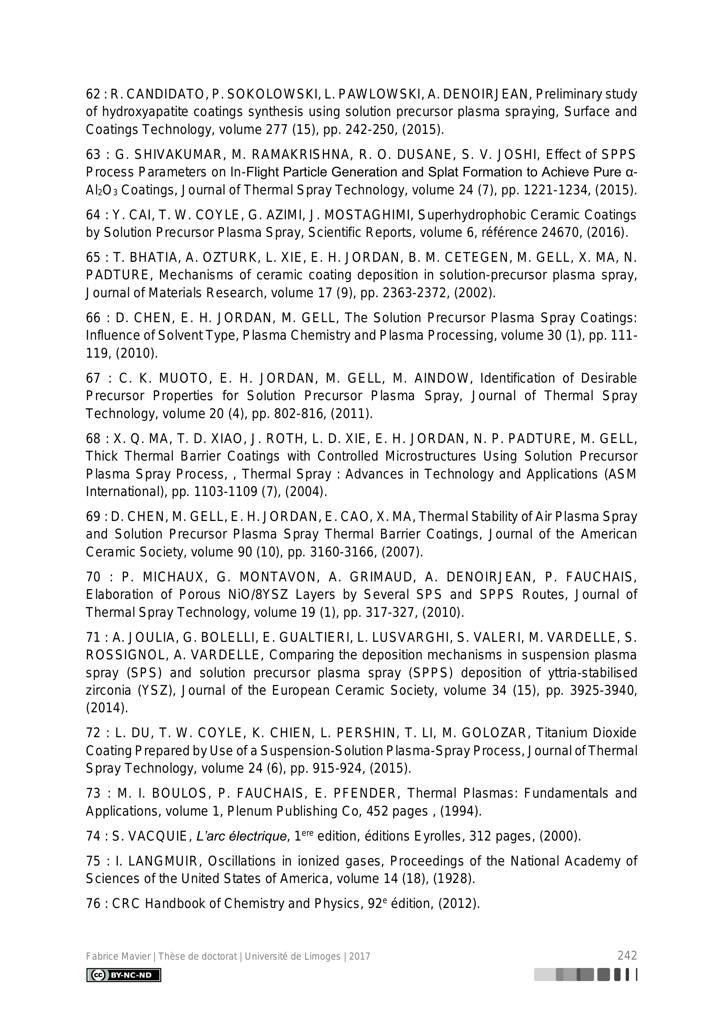 62 : R. CANDIDATO, P. SOKOLOWSKI, L. PAWLOWSKI, A. DENOIRJEAN, Preliminary study
of hydroxyapatite coatings synthesis using solution precursor plasma spraying, Surface and
Coatings Technology, volume 277 (15), pp. 242-250, (2015).
63 : G. SHIVAKUMAR, M. RAMAKRISHNA, R. O. DUSANE, S. V. JOSHI, Effect of SPPS
Process Parameters on In-Flight Particle Generation and Splat Formation to Achieve Pure α-
Al₂O₃ Coatings, Journal of Thermal Spray Technology, volume 24 (7), pp. 1221-1234, (2015).
64 : Y. CAI, T. W. COYLE, G. AZIMI, J. MOSTAGHIMI, Superhydrophobic Ceramic Coatings
by Solution Precursor Plasma Spray, Scientific Reports, volume 6, référence 24670, (2016).
65 : T. BHATIA, A. OZTURK, L. XIE, E. H. JORDAN, B. M. CETEGEN, M. GELL, X. MA, N.
PADTURE, Mechanisms of ceramic coating deposition in solution-precursor plasma spray,
Journal of Materials Research, volume 17 (9), pp. 2363-2372, (2002).
66 : D. CHEN, E. H. JORDAN, M. GELL, The Solution Precursor Plasma Spray Coatings:
Influence of Solvent Type, Plasma Chemistry and Plasma Processing, volume 30 (1), pp. 111-
119, (2010).
67 : C. K. MUOTO, E. H. JORDAN, M. GELL, M. AINDOW, Identification of Desirable
Precursor Properties for Solution Precursor Plasma Spray, Journal of Thermal Spray
Technology, volume 20 (4), pp. 802-816, (2011).
68 : X. Q. MA, T. D. XIAO, J. ROTH, L. D. XIE, E. H. JORDAN, N. P. PADTURE, M. GELL,
Thick Thermal Barrier Coatings with Controlled Microstructures Using Solution Precursor
Plasma Spray Process, , Thermal Spray : Advances in Technology and Applications (ASM
International), pp. 1103-1109 (7), (2004).
69 : D. CHEN, M. GELL, E. H. JORDAN, E. CAO, X. MA, Thermal Stability of Air Plasma Spray
and Solution Precursor Plasma Spray Thermal Barrier Coatings, Journal of the American
Ceramic Society, volume 90 (10), pp. 3160-3166, (2007).
70 : P. MICHAUX, G. MONTAVON, A. GRIMAUD, A. DENOIRJEAN, P. FAUCHAIS,
Elaboration of Porous NiO/8YSZ Layers by Several SPS and SPPS Routes, Journal of
Thermal Spray Technology, volume 19 (1), pp. 317-327, (2010).
71 : A. JOULIA, G. BOLELLI, E. GUALTIERI, L. LUSVARGHI, S. VALERI, M. VARDELLE, S.
ROSSIGNOL, A. VARDELLE, Comparing the deposition mechanisms in suspension plasma
spray (SPS) and solution precursor plasma spray (SPPS) deposition of yttria-stabilised
zirconia (YSZ), Journal of the European Ceramic Society, volume 34 (15), pp. 3925-3940,
(2014).
72 : L. DU, T. W. COYLE, K. CHIEN, L. PERSHIN, T. LI, M. GOLOZAR, Titanium Dioxide
Coating Prepared by Use of a Suspension-Solution Plasma-Spray Process, Journal of Thermal
Spray Technology, volume 24 (6), pp. 915-924, (2015).
73 : M. I. BOULOS, P. FAUCHAIS, E. PFENDER, Thermal Plasmas: Fundamentals and
Applications, volume 1, Plenum Publishing Co, 452 pages , (1994).
74 : S. VACQUIE, L'arc électrique, 1ᵉʳᵉ edition, éditions Eyrolles, 312 pages, (2000).
75 : I. LANGMUIR, Oscillations in ionized gases, Proceedings of the National Academy of
Sciences of the United States of America, volume 14 (18), (1928).
76 : CRC Handbook of Chemistry and Physics, 92ᵉ édition, (2012).
Fabrice Mavier | Thèse de doctorat | Université de Limoges | 2017 242
cc BY-NC-ND